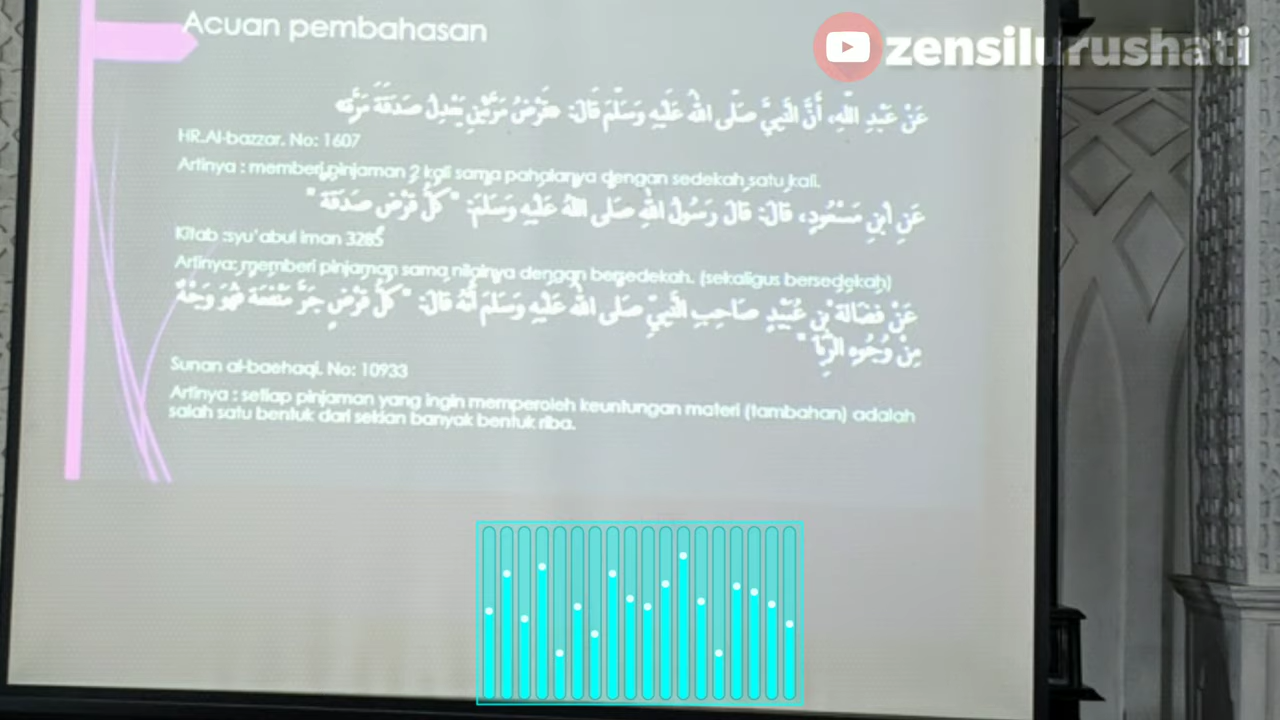 Acuan pembahasan
zensilurushati
عَنْ عَبْدِ اللَّهِ، أَنَّ النَّبِيَّ صَلَّى اللَّهُ عَلَيْهِ وَسَلَّمَ قَالَ: قَرْضُ مَرَّتَيْنِ يَعْدِلُ صَدَقَةً مَرَّةً
HR.Al-bazzar. No: 1607
Artinya : memberi pinjaman 2 kali sama pahalanya dengan sedekah satu kali.
عَنِ ابْنِ مَسْعُودٍ، قَالَ: قَالَ رَسُولُ اللهِ صَلَى اللهُ عَلَيْهِ وَسَلَّمَ: " كُلُّ قَرْضٍ صَدَقَةٌ "
Kitab :syu'abul iman 3285
Artinya: memberi pinjaman sama nilainya dengan bersedekah. (sekaligus bersedekah)
عَنْ فَضَالَةَ بْنِ عُبَيْدٍ صَاحِبِ النَّبِيِّ صَلَى اللهُ عَلَيْهِ وَسَلَّمَ أَنَّهُ قَالَ: " كُلُّ قَرْضٍ جَرَّ مَنْفَعَةً فَهُوَ وَجْهٌ
مِنْ وُجُوهِ الرِّبَا "
Sunan al-baehaqi. No: 10933
Artinya : setiap pinjaman yang ingin memperoleh keuntungan materi (tambahan) adalah
salah satu bentuk dari sekian banyak bentuk riba.